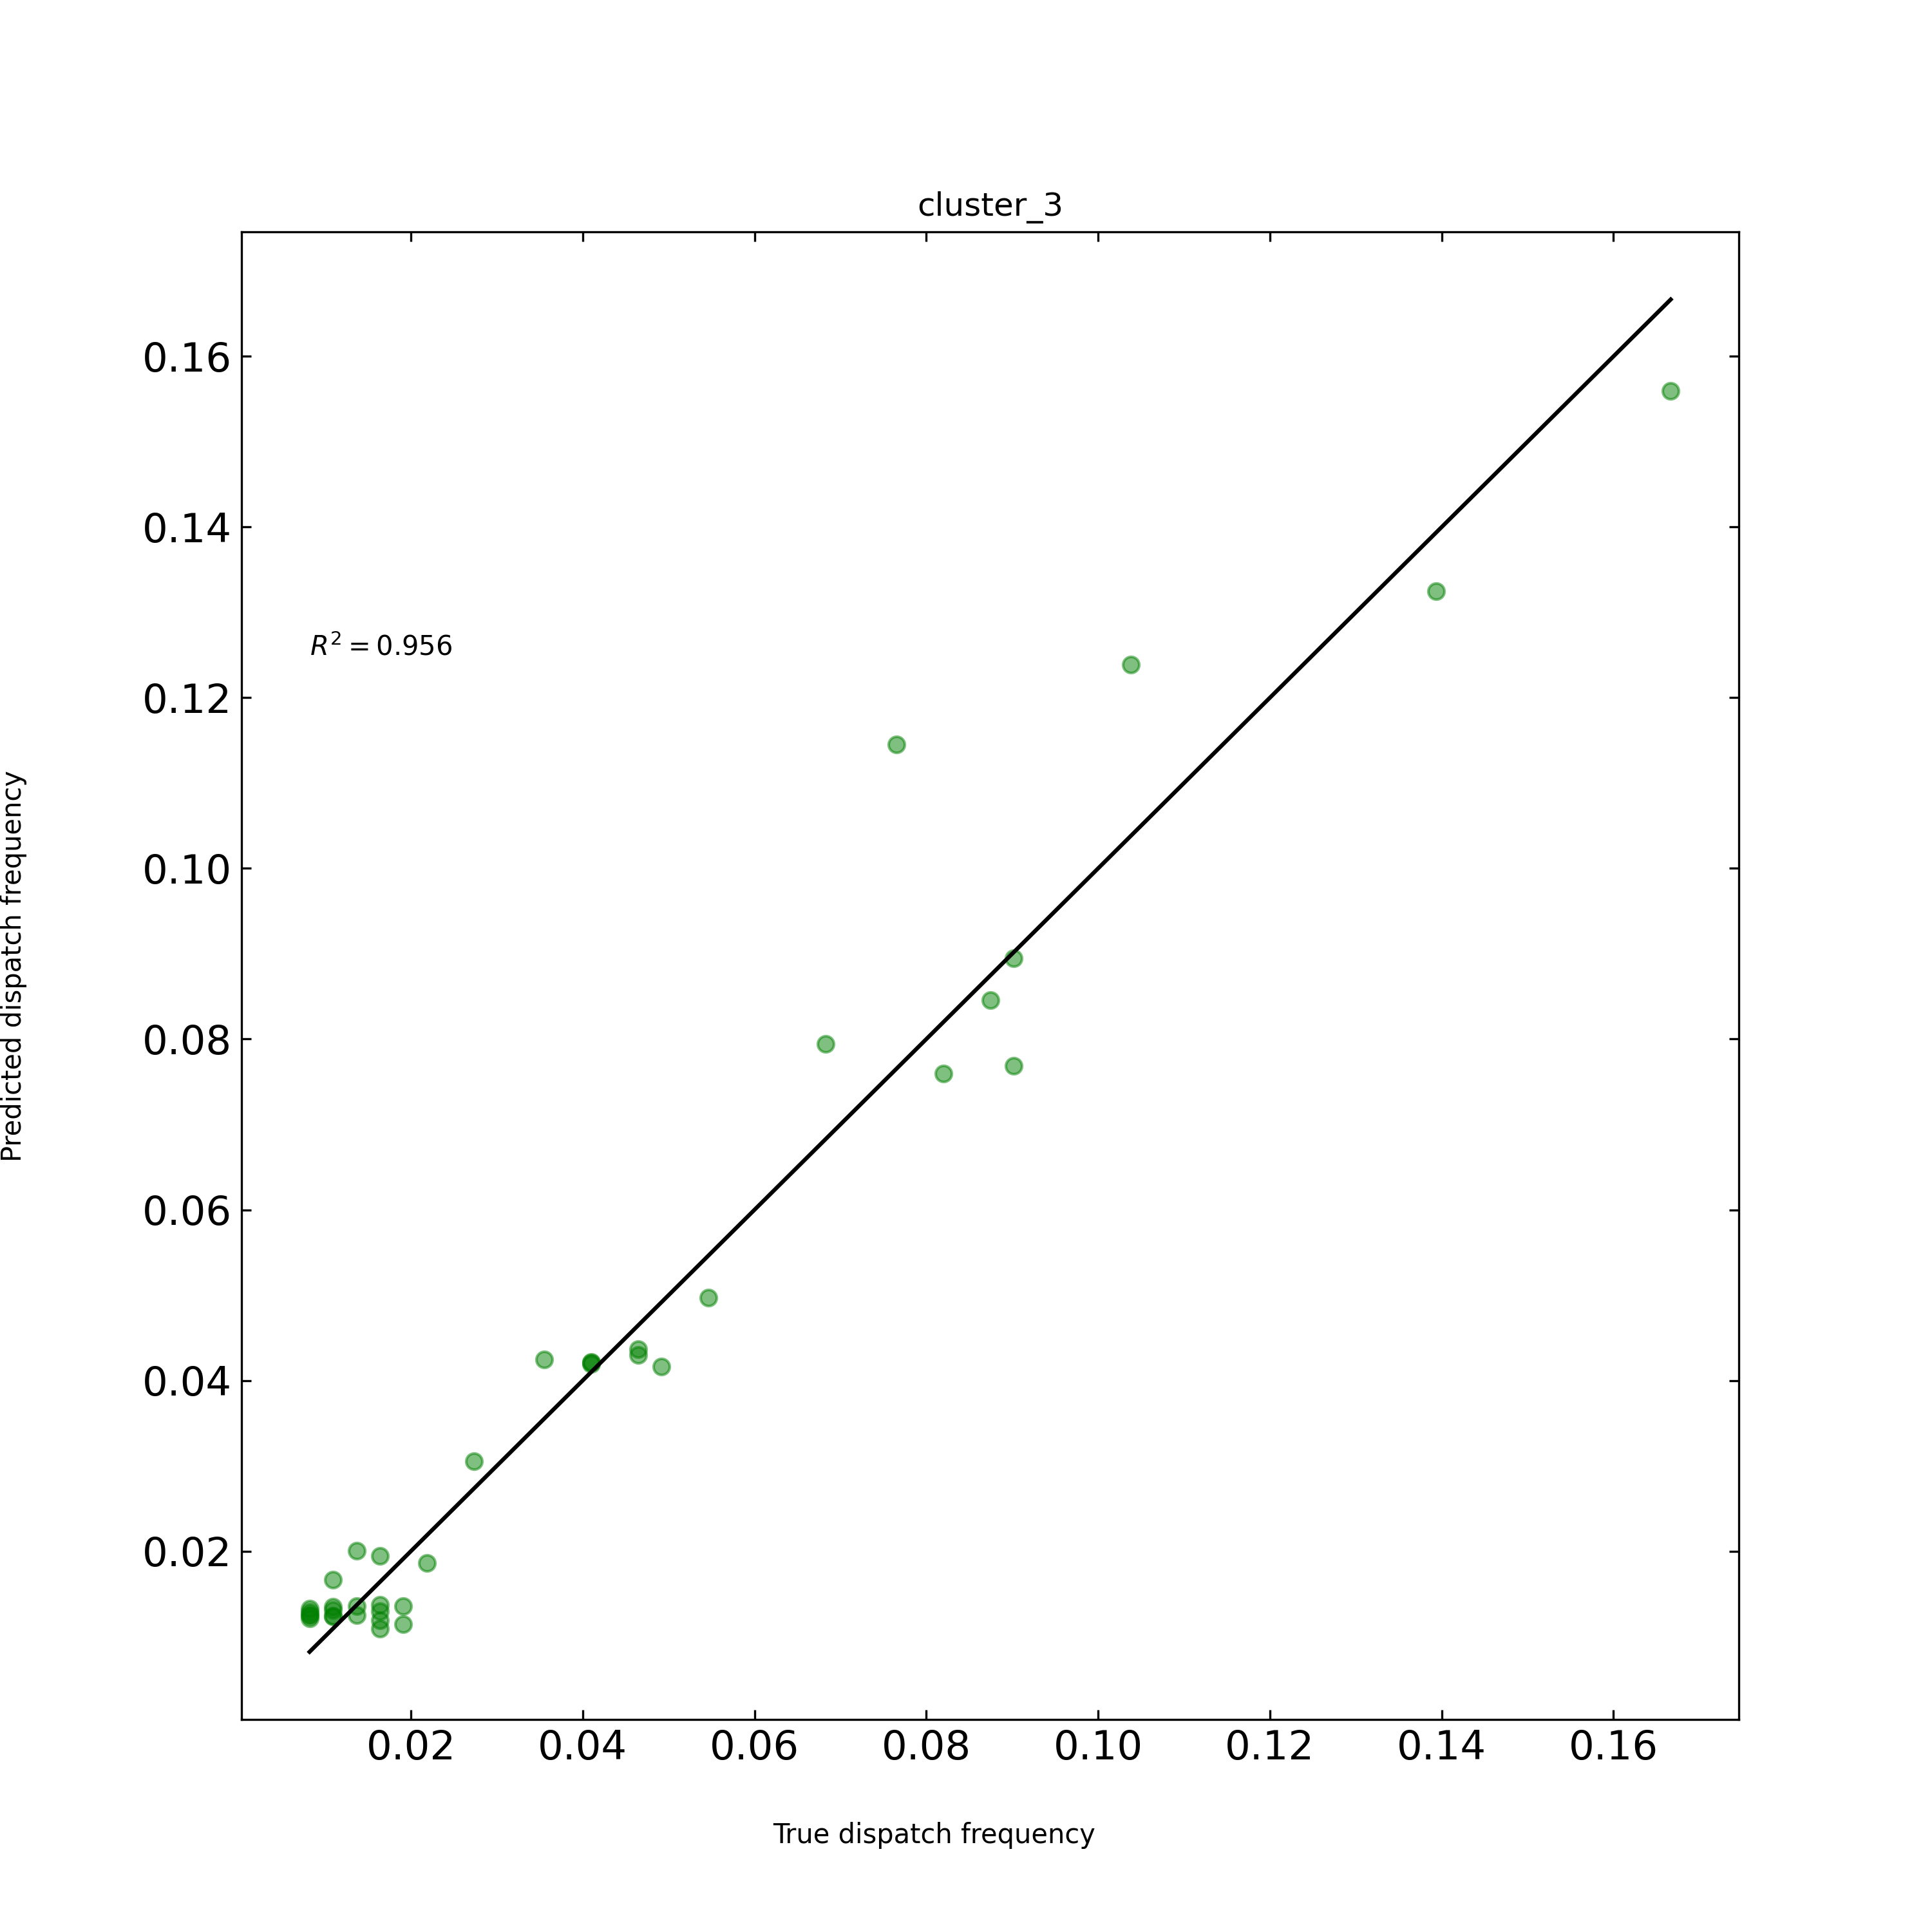 cluster_3
R² = 0.956
Predicted dispatch frequency
0.16
0.14
0.12
0.10
0.08
0.06
0.04
0.02
0.02 0.04 0.06 0.08 0.10 0.12 0.14 0.16
True dispatch frequency